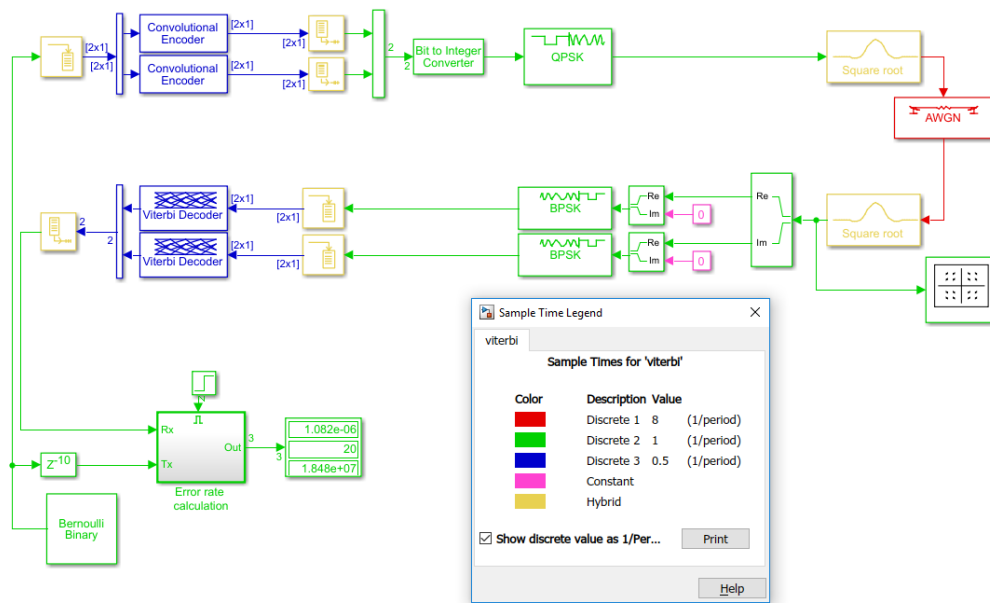 [2x1]
[2x1]
Convolutional
Encoder
[2x1]
Convolutional
Encoder
[2x1]
[2x1]
[2x1]
2
2
Bit to Integer
Converter
QPSK
Square root
AWGN
2
2
Viterbi Decoder
[2x1]
[2x1]
Viterbi Decoder
[2x1]
[2x1]
BPSK
Re
Im
0
BPSK
Re
Im
0
Re
Im
Square root
Rx
Tx
Out
3
3
Error rate
calculation
1.082e-06
20
1.848e+07
Z-10
Bernoulli
Binary
Sample Time Legend
viterbi
Sample Times for 'viterbi'
Color Description Value
Discrete 1 8 (1/period)
Discrete 2 1 (1/period)
Discrete 3 0.5 (1/period)
Constant
Hybrid
Show discrete value as 1/Per...
Print
Help